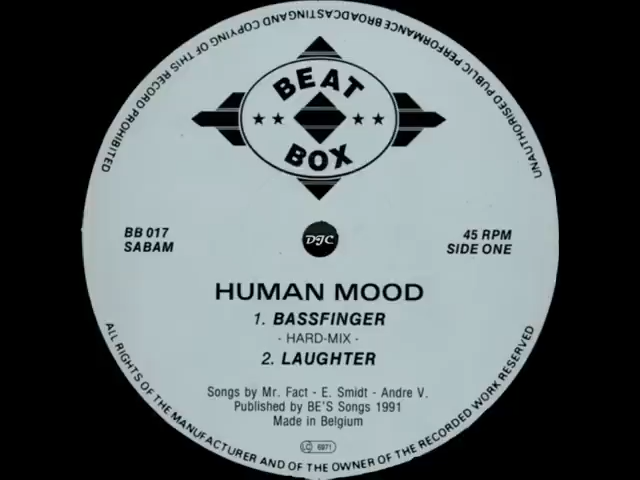 UNAUTHORISED PUBLIC PERFORMANCE BROADCASTING AND COPYING OF THIS RECORD PROHIBITED
BEAT
BOX
BB 017
SABAM
45 RPM
SIDE ONE
DJC
HUMAN MOOD
1. BASSFINGER
- HARD-MIX -
2. LAUGHTER
Songs by Mr. Fact - E. Smidt - Andre V.
Published by BE'S Songs 1991
Made in Belgium
LC 6971
ALL RIGHTS OF THE MANUFACTURER AND OF THE OWNER OF THE RECORDED WORK RESERVED